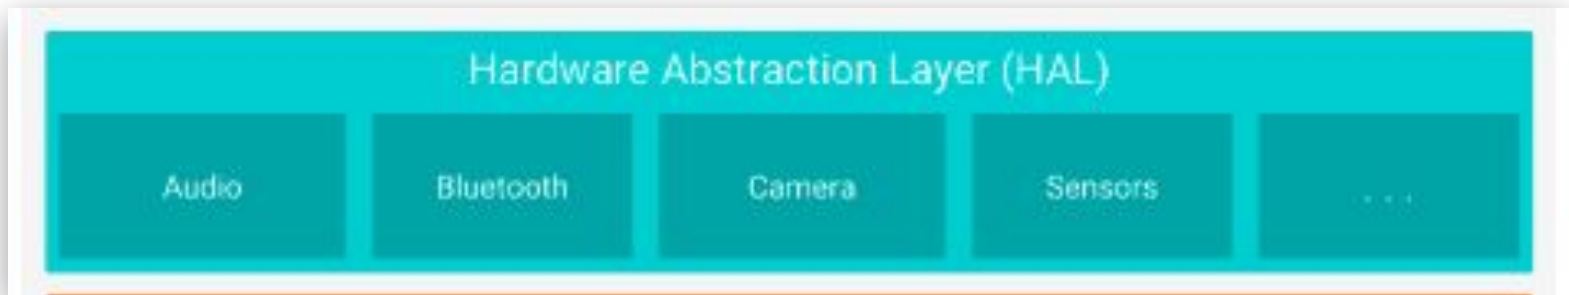 Hardware Abstraction Layer (HAL)
Audio Bluetooth Camera Sensors . . .